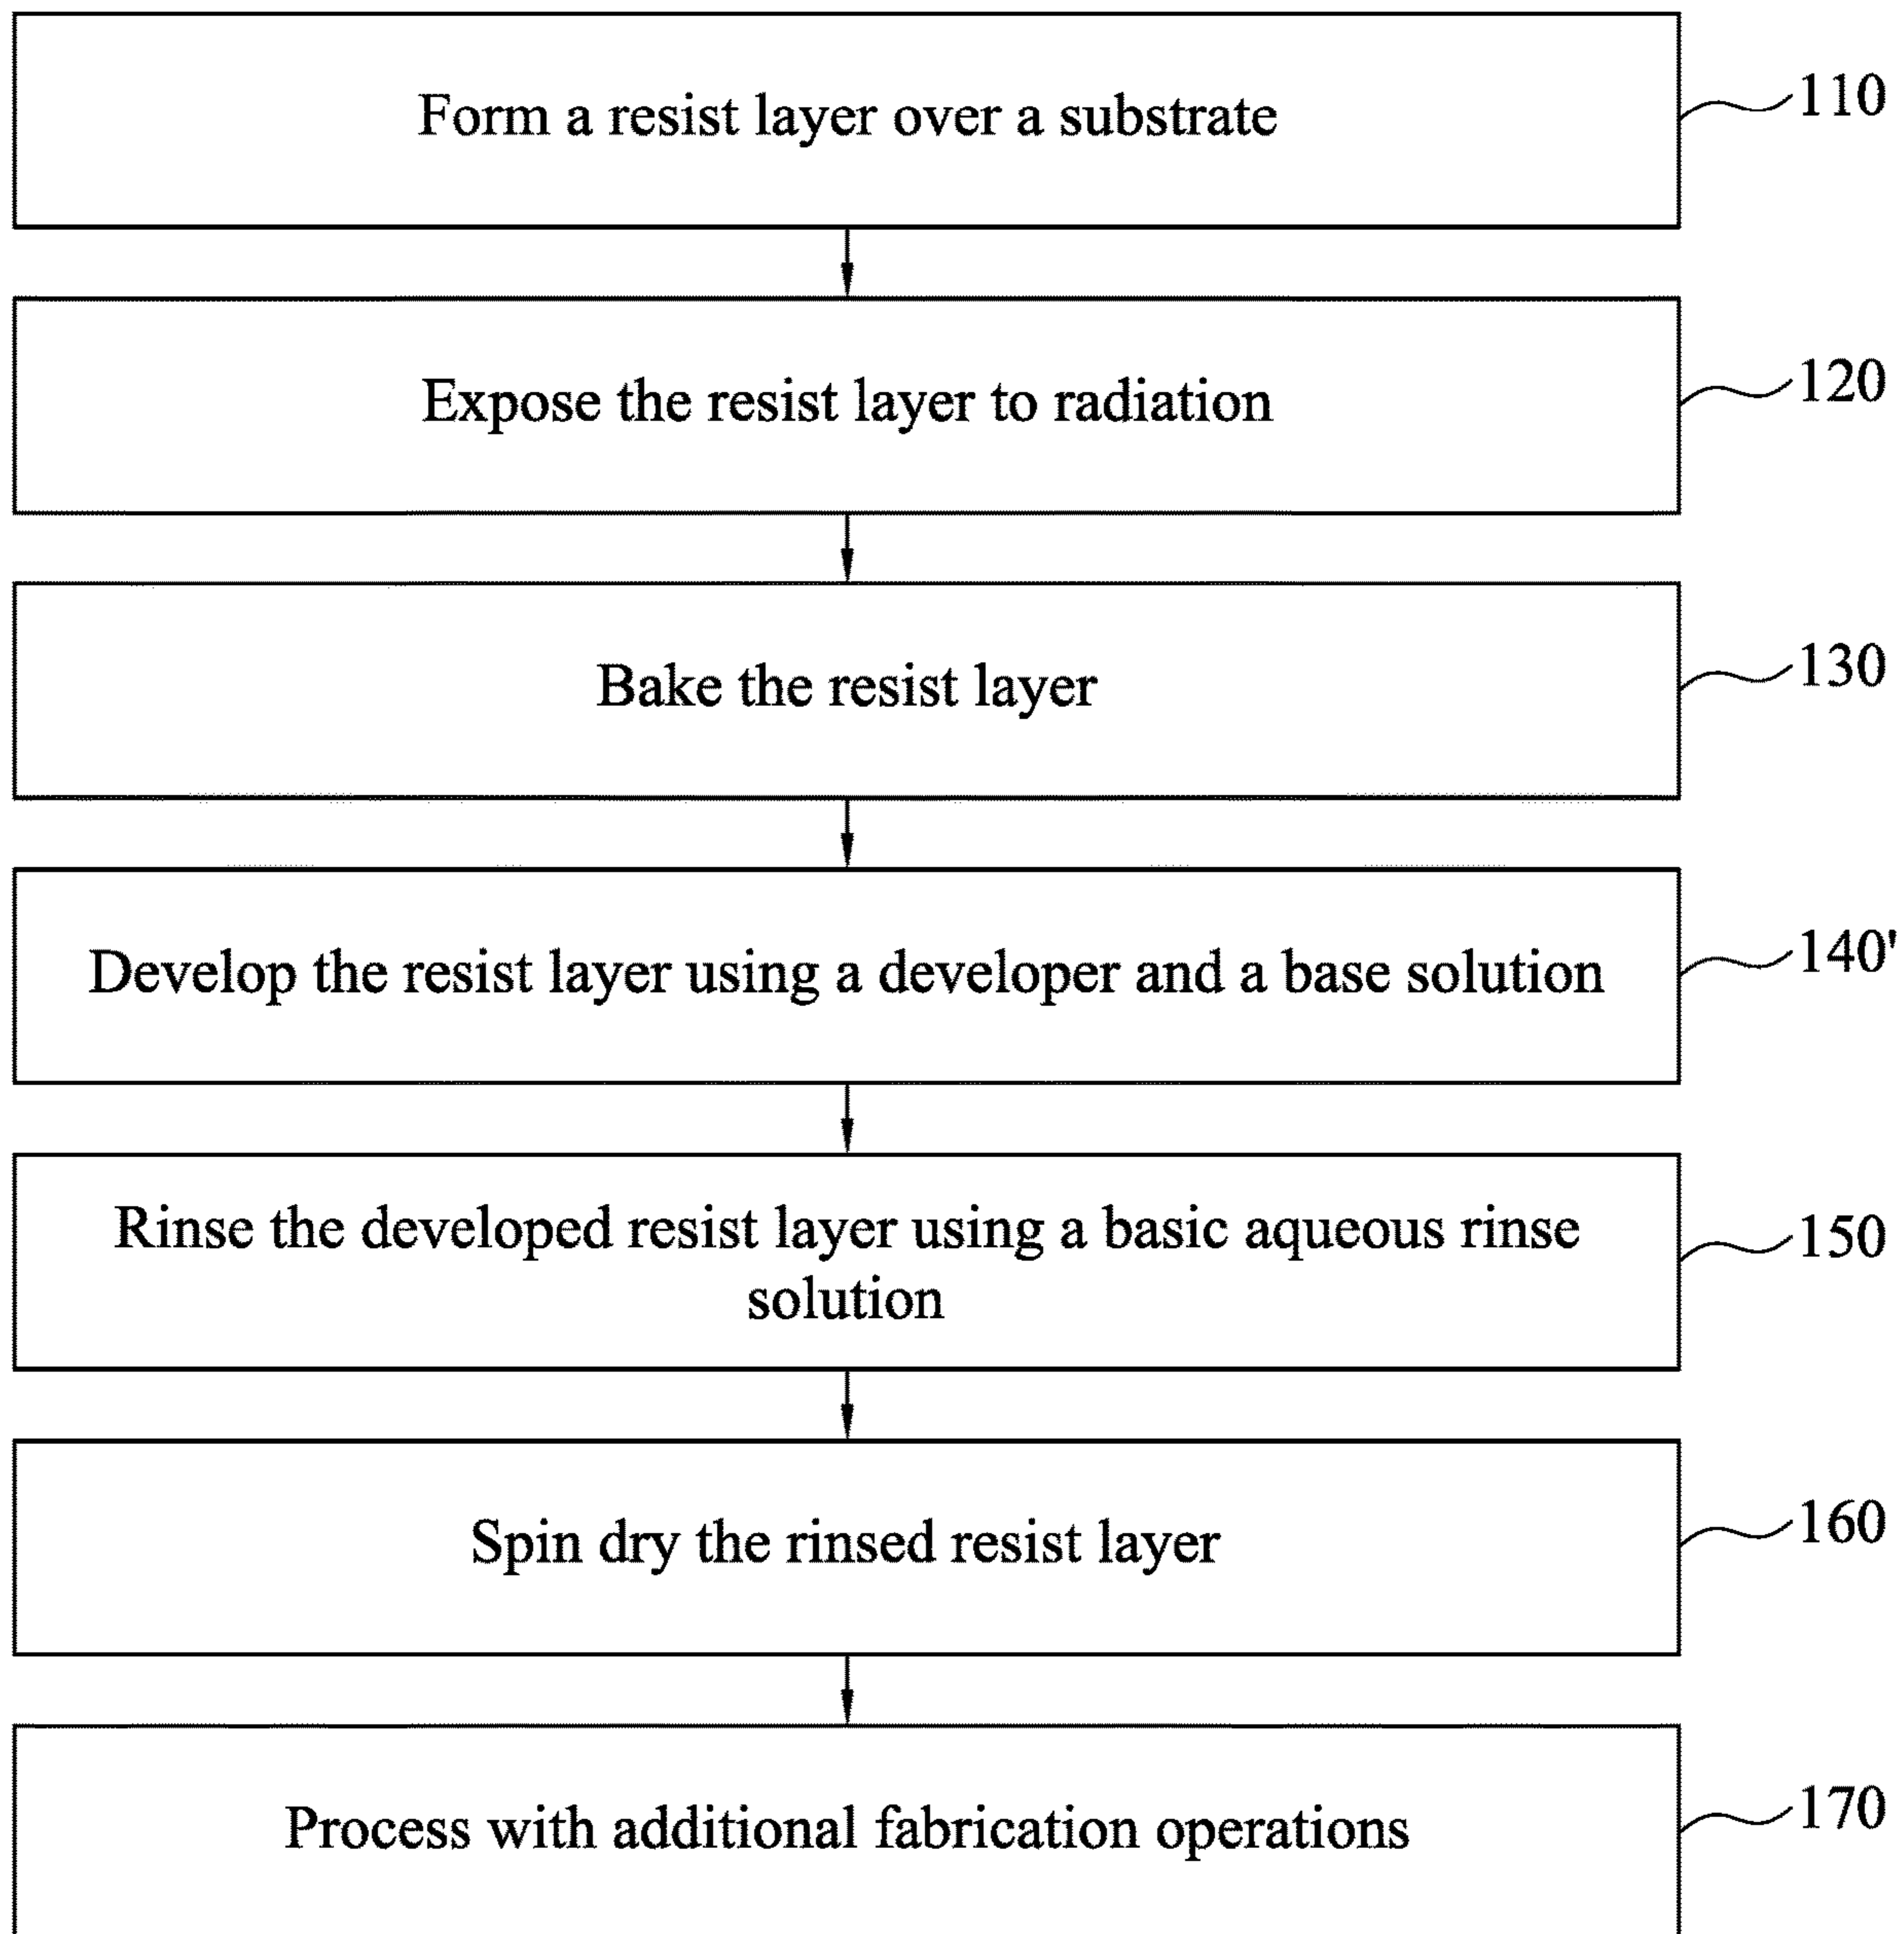 Form a resist layer over a substrate
110
Expose the resist layer to radiation
120
Bake the resist layer
130
Develop the resist layer using a developer and a base solution
140'
Rinse the developed resist layer using a basic aqueous rinse
solution
150
Spin dry the rinsed resist layer
160
Process with additional fabrication operations
170